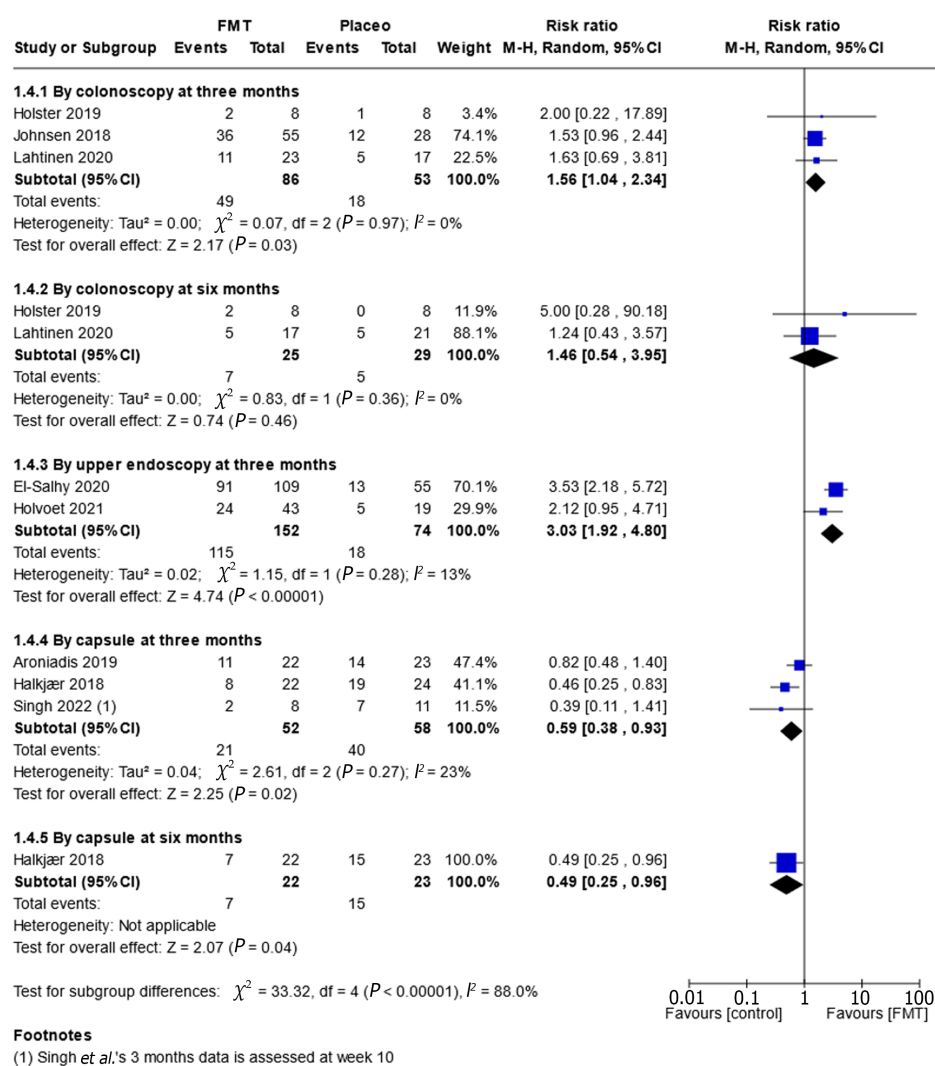 FMT Placeo Risk ratio Risk ratio
Study or Subgroup Events Total Events Total Weight M-H, Random, 95%CI M-H, Random, 95%CI
1.4.1 By colonoscopy at three months
Holster 2019 2 8 1 8 3.4% 2.00 [0.22 , 17.89]
Johnsen 2018 36 55 12 28 74.1% 1.53 [0.96 , 2.44]
Lahtinen 2020 11 23 5 17 22.5% 1.63 [0.69 , 3.81]
Subtotal (95%CI) 86 53 100.0% 1.56 [1.04 , 2.34]
Total events: 49 18
Heterogeneity: Tau² = 0.00; χ² = 0.07, df = 2 (P = 0.97); I² = 0%
Test for overall effect: Z = 2.17 (P = 0.03)
1.4.2 By colonoscopy at six months
Holster 2019 2 8 0 8 11.9% 5.00 [0.28 , 90.18]
Lahtinen 2020 5 17 5 21 88.1% 1.24 [0.43 , 3.57]
Subtotal (95%CI) 25 29 100.0% 1.46 [0.54 , 3.95]
Total events: 7 5
Heterogeneity: Tau² = 0.00; χ² = 0.83, df = 1 (P = 0.36); I² = 0%
Test for overall effect: Z = 0.74 (P = 0.46)
1.4.3 By upper endoscopy at three months
El-Salhy 2020 91 109 13 55 70.1% 3.53 [2.18 , 5.72]
Holvoet 2021 24 43 5 19 29.9% 2.12 [0.95 , 4.71]
Subtotal (95%CI) 152 74 100.0% 3.03 [1.92 , 4.80]
Total events: 115 18
Heterogeneity: Tau² = 0.02; χ² = 1.15, df = 1 (P = 0.28); I² = 13%
Test for overall effect: Z = 4.74 (P < 0.00001)
1.4.4 By capsule at three months
Aroniadis 2019 11 22 14 23 47.4% 0.82 [0.48 , 1.40]
Halkjær 2018 8 22 19 24 41.1% 0.46 [0.25 , 0.83]
Singh 2022 (1) 2 8 7 11 11.5% 0.39 [0.11 , 1.41]
Subtotal (95%CI) 52 58 100.0% 0.59 [0.38 , 0.93]
Total events: 21 40
Heterogeneity: Tau² = 0.04; χ² = 2.61, df = 2 (P = 0.27); I² = 23%
Test for overall effect: Z = 2.25 (P = 0.02)
1.4.5 By capsule at six months
Halkjær 2018 7 22 15 23 100.0% 0.49 [0.25 , 0.96]
Subtotal (95%CI) 22 23 100.0% 0.49 [0.25 , 0.96]
Total events: 7 15
Heterogeneity: Not applicable
Test for overall effect: Z = 2.07 (P = 0.04)
Test for subgroup differences: χ² = 33.32, df = 4 (P < 0.00001), I² = 88.0%
0.01 0.1 1 10 100
Favours [control] Favours [FMT]
Footnotes
(1) Singh et al.'s 3 months data is assessed at week 10